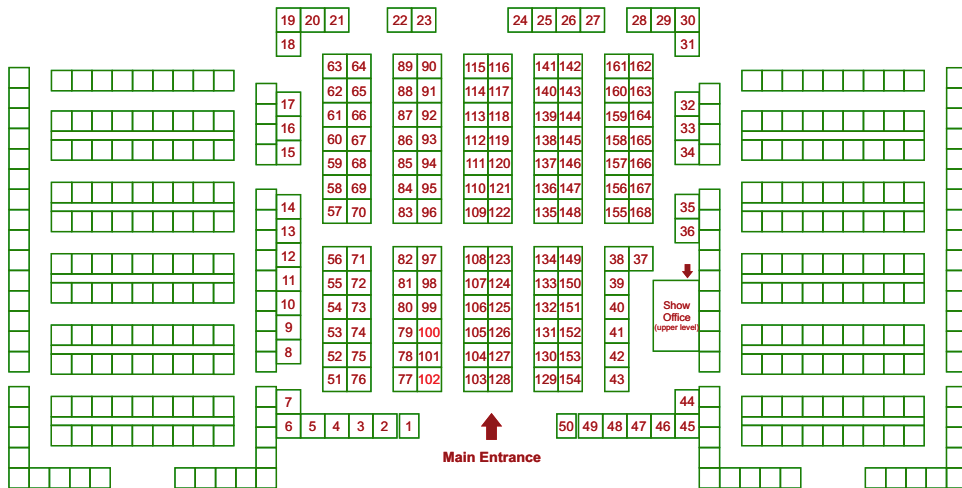 19 20 21 22 23 24 25 26 27 28 29 30
18 31
63 64 89 90 115 116 141 142 161 162
62 65 88 91 114 117 140 143 160 163
17 32
61 66 87 92 113 118 139 144 159 164
16 33
60 67 86 93 112 119 138 145 158 165
15 34
59 68 85 94 111 120 137 146 157 166
58 69 84 95 110 121 136 147 156 167
14 35
57 70 83 96 109 122 135 148 155 168
13 36
12 56 71 82 97 108 123 134 149 38 37
11 55 72 81 98 107 124 133 150 39
10 54 73 80 99 106 125 132 151 40
Show
Office
(upper level)
9 53 74 79 100 105 126 131 152 41
8 52 75 78 101 104 127 130 153 42
51 76 77 102 103 128 129 154 43
7 44
6 5 4 3 2 1 50 49 48 47 46 45
Main Entrance